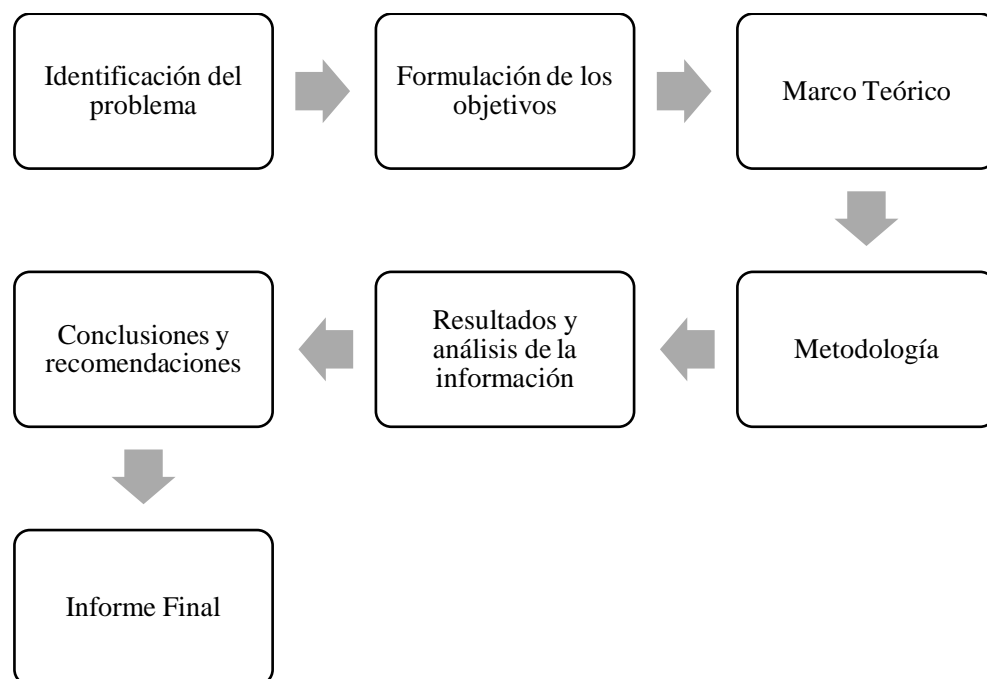 Identificación del
problema
Formulación de los
objetivos
Marco Teórico
Metodología
Resultados y
análisis de la
información
Conclusiones y
recomendaciones
Informe Final